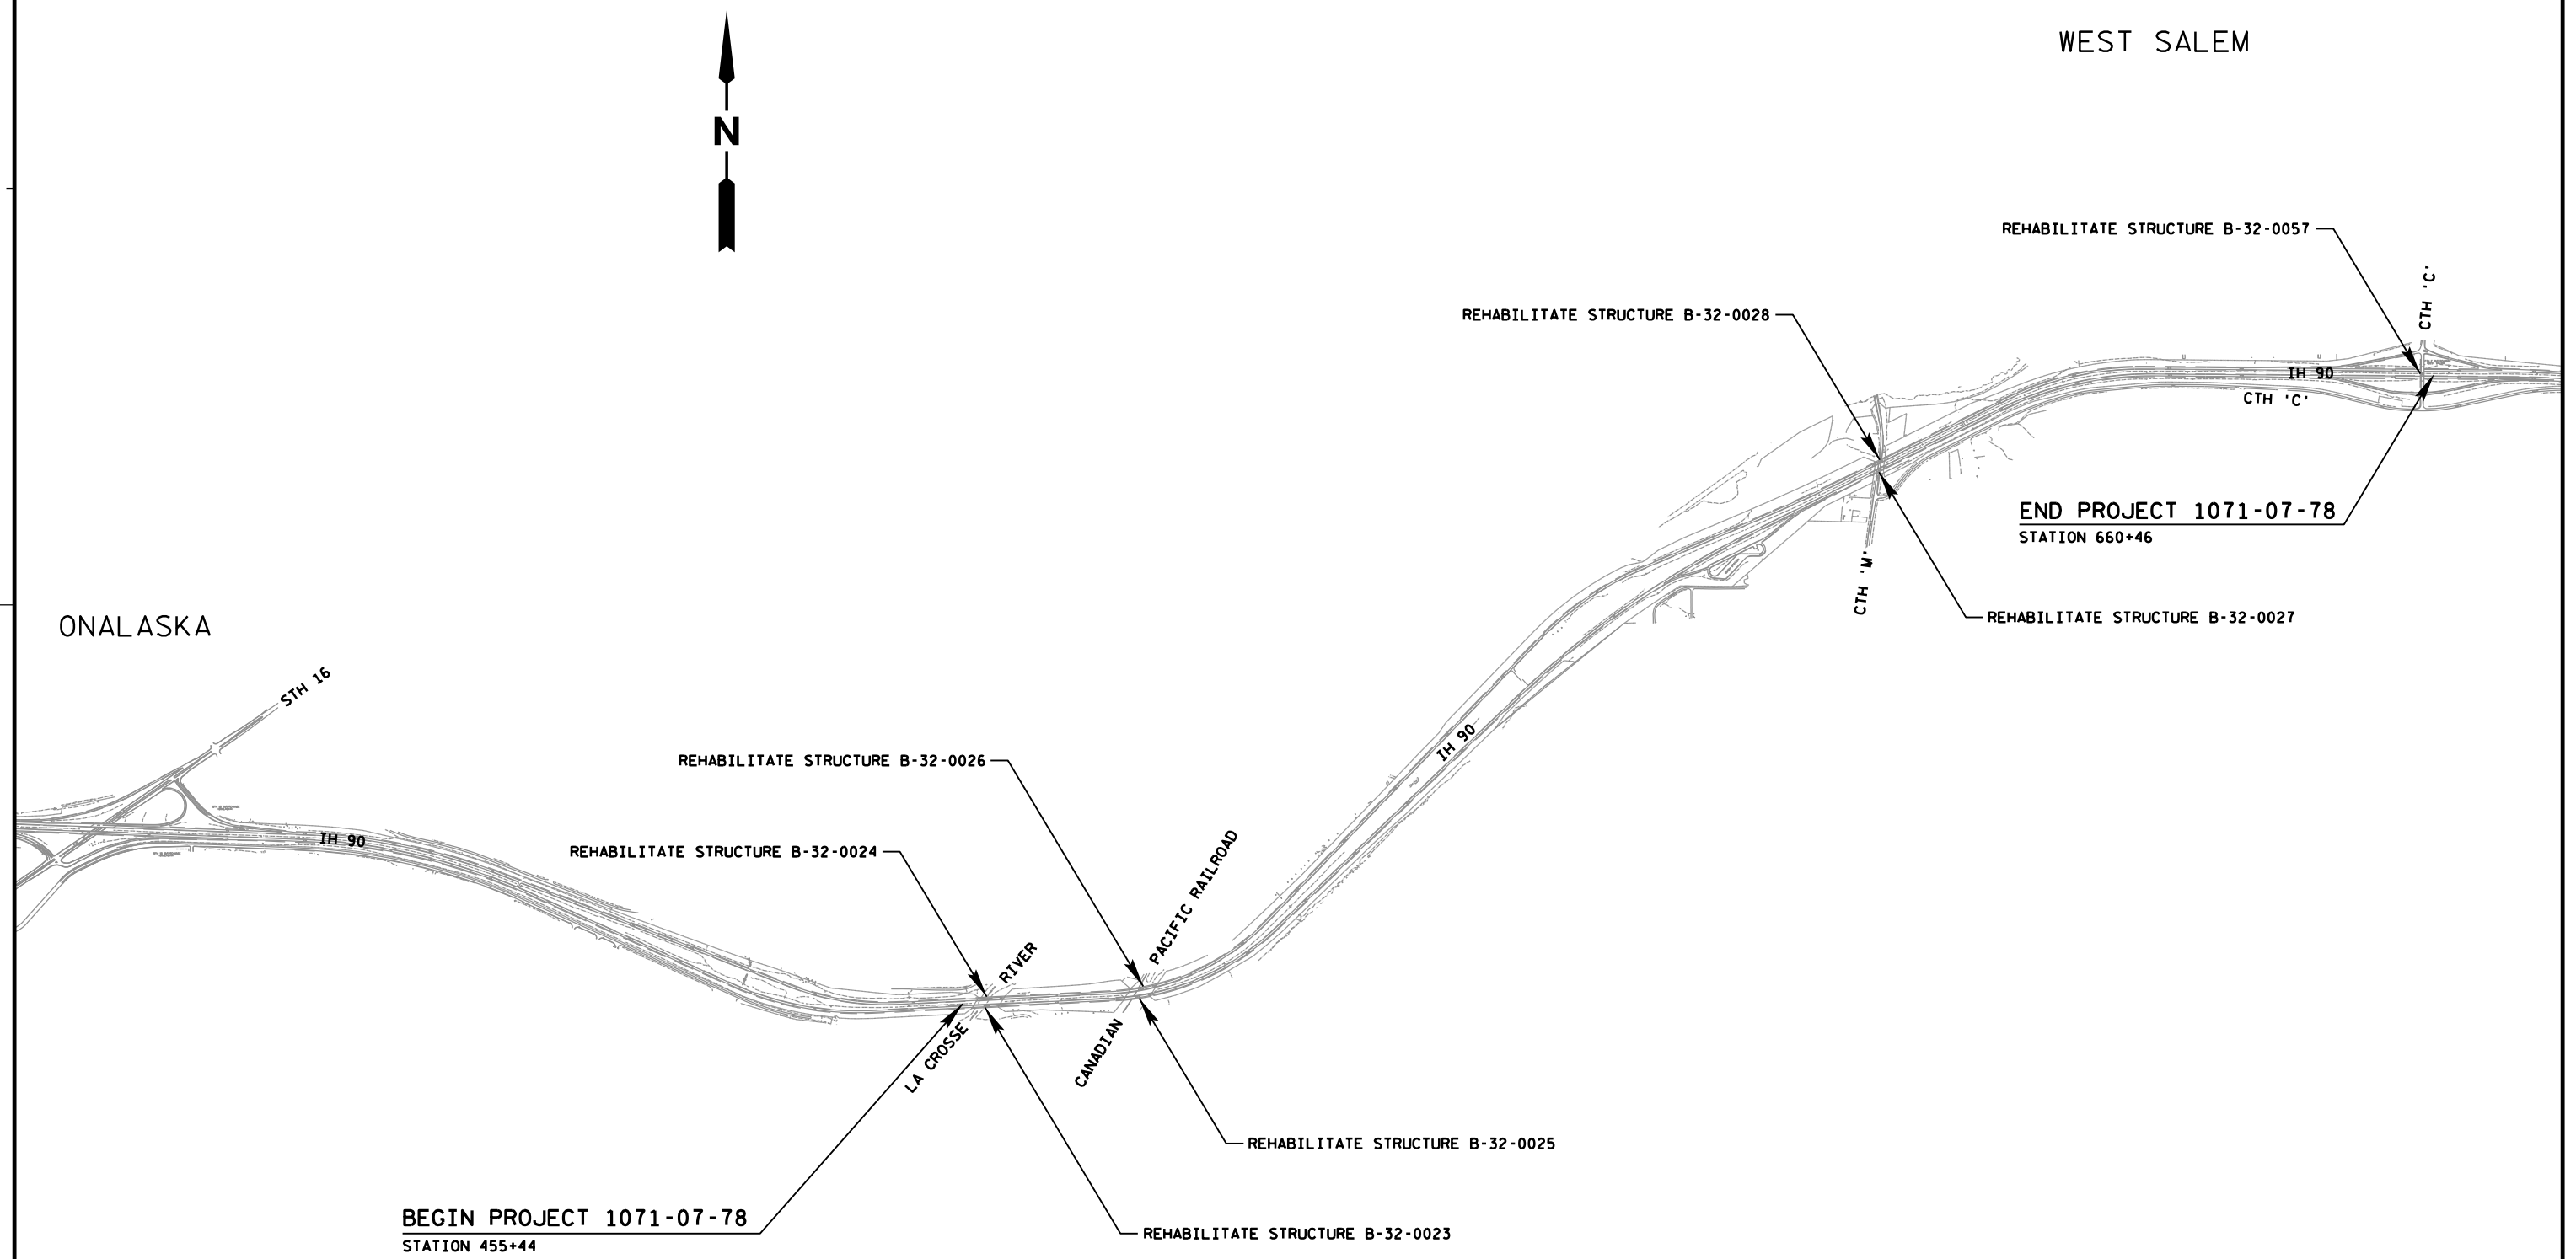 WEST SALEM
N
REHABILITATE STRUCTURE B-32-0057
CTH 'C'
REHABILITATE STRUCTURE B-32-0028
IH 90
CTH 'C'
END PROJECT 1071-07-78
STATION 660+46
CTH 'M'
REHABILITATE STRUCTURE B-32-0027
ONALASKA
STH 16
IH 90
REHABILITATE STRUCTURE B-32-0026
IH 90
REHABILITATE STRUCTURE B-32-0024
PACIFIC RAILROAD
RIVER
LA CROSSE
CANADIAN
REHABILITATE STRUCTURE B-32-0025
BEGIN PROJECT 1071-07-78
STATION 455+44
REHABILITATE STRUCTURE B-32-0023